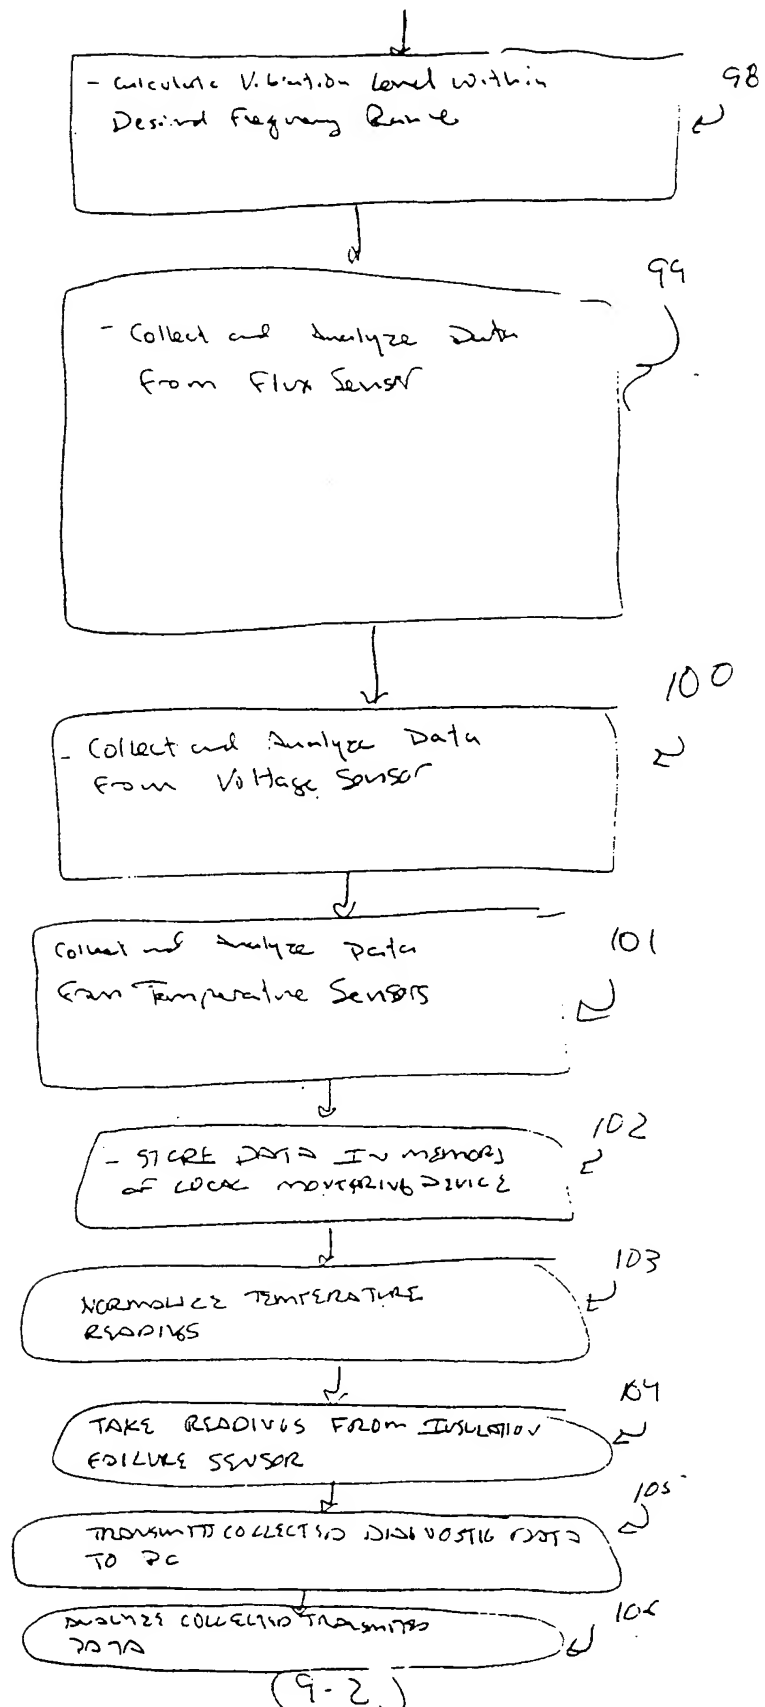 - Calculate Vibration Level within
Desired Frequency Range
98
99
- Collect and Analyze Data
From Flux Sensor
100
- Collect and Analyze Data
From Voltage Sensor
101
Collect and Analyze Data
From Temperature Sensors
102
- STORE DATA IN MEMORY
OF LOCAL MONITORING DEVICE
103
NORMALIZE TEMPERATURE
READINGS
104
TAKE READINGS FROM INSULATION
FAILURE SENSOR
105
TRANSMITS COLLECTED DIAGNOSTIC DATA
TO PC
106
ANALYZE COLLECTED TRANSMITTED
DATA
(9-2)